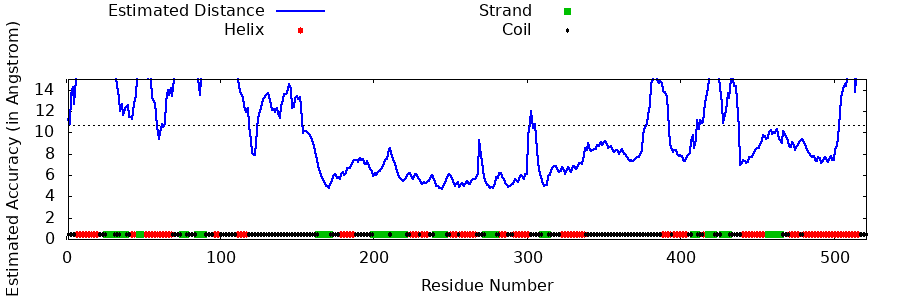 Estimated Distance
Strand
Helix
Coil
Estimated Accuracy (in Angstrom)
14
12
10
8
6
4
2
0
0 100 200 300 400 500
Residue Number